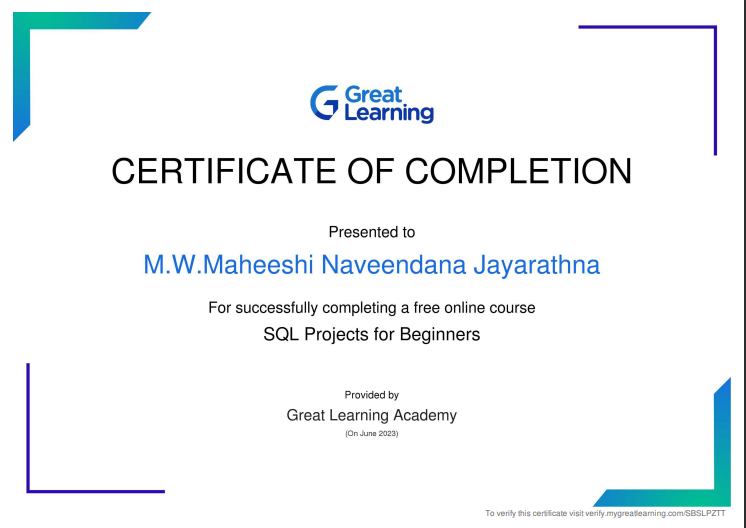 Great
Learning
CERTIFICATE OF COMPLETION
Presented to
M.W.Maheeshi Naveendana Jayarathna
For successfully completing a free online course
SQL Projects for Beginners
Provided by
Great Learning Academy
(On June 2023)
To verify this certificate visit verify.mygreatlearning.com/SBSLPZTT